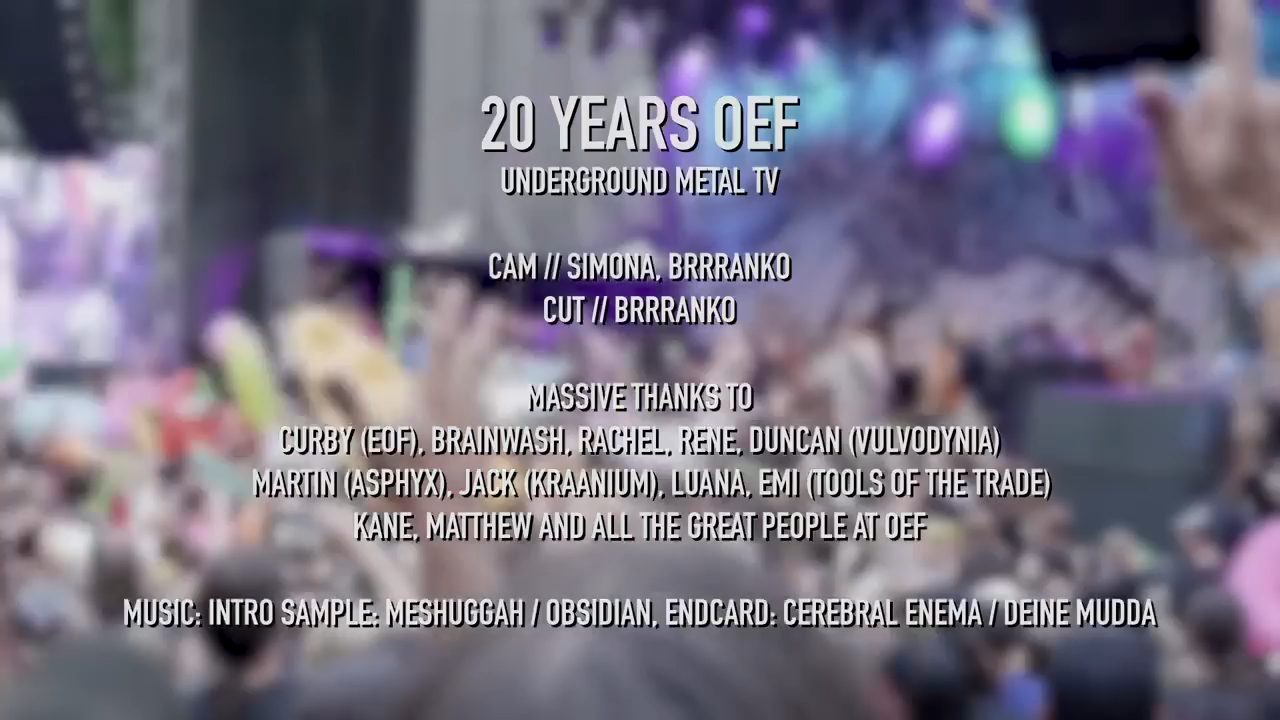 20 YEARS OEF
UNDERGROUND METAL TV
CAM // SIMONA, BRRRANKO
CUT // BRRRANKO
MASSIVE THANKS TO
CURBY (EOF), BRAINWASH, RACHEL, RENE, DUNCAN (VULVODYNIA)
MARTIN (ASPHYX), JACK (KRAANIUM), LUANA, EMI (TOOLS OF THE TRADE)
KANE, MATTHEW AND ALL THE GREAT PEOPLE AT OEF
MUSIC: INTRO SAMPLE: MESHUGGAH / OBSIDIAN, ENDCARD: CEREBRAL ENEMA / DEINE MUDDA